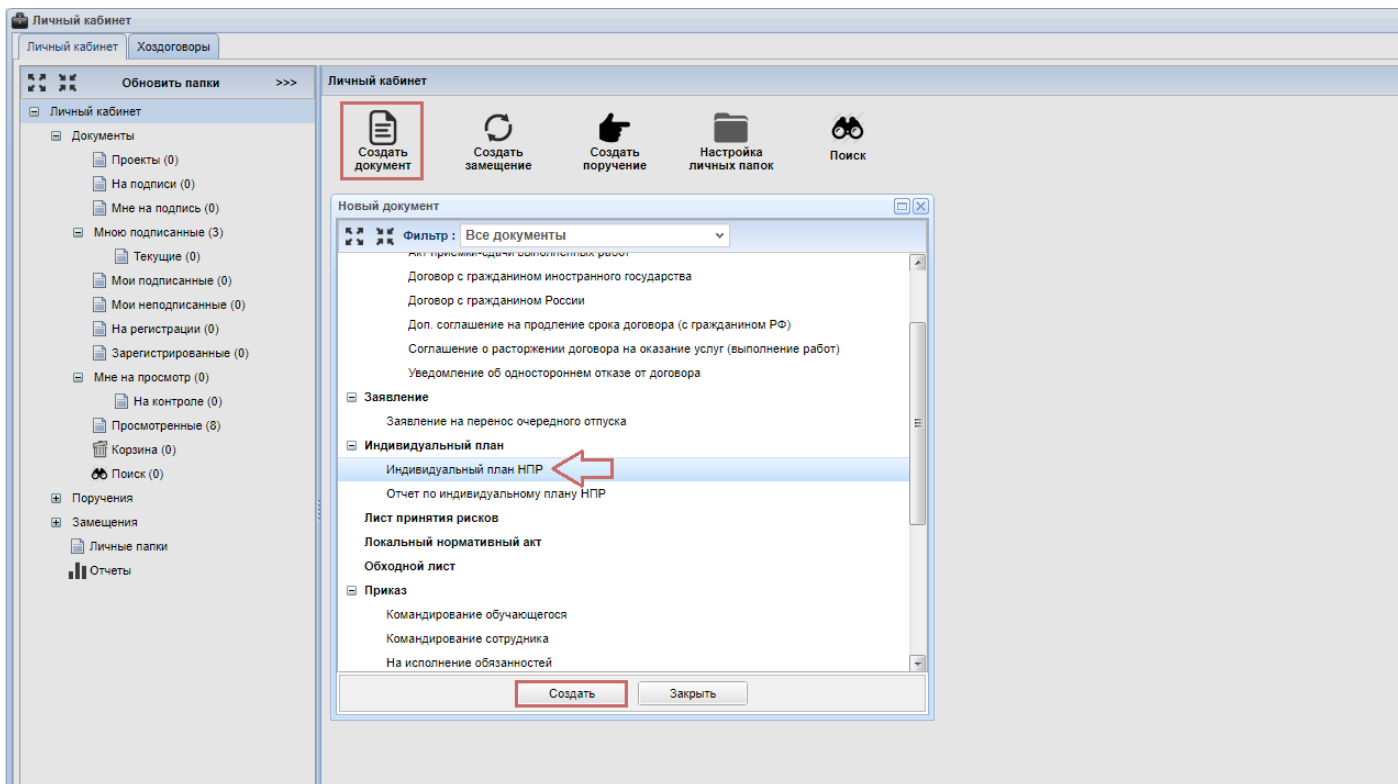 Личный кабинет
Личный кабинет
Хоздоговоры
Обновить папки >>>
Личный кабинет
Документы
Проекты (0)
На подписи (0)
Мне на подпись (0)
Мною подписанные (3)
Текущие (0)
Мои подписанные (0)
Мои неподписанные (0)
На регистрации (0)
Зарегистрированные (0)
Мне на просмотр (0)
На контроле (0)
Просмотренные (8)
Корзина (0)
Поиск (0)
Поручения
Замещения
Личные папки
Отчеты
Личный кабинет
Создать
документ
Создать
замещение
Создать
поручение
Настройка
личных папок
Поиск
Новый документ
Фильтр : Все документы
Акт приемки-сдачи выполненных работ
Договор с гражданином иностранного государства
Договор с гражданином России
Доп. соглашение на продление срока договора (с гражданином РФ)
Соглашение о расторжении договора на оказание услуг (выполнение работ)
Уведомление об одностороннем отказе от договора
Заявление
Заявление на перенос очередного отпуска
Индивидуальный план
Индивидуальный план НПР
Отчет по индивидуальному плану НПР
Лист принятия рисков
Локальный нормативный акт
Обходной лист
Приказ
Командирование обучающегося
Командирование сотрудника
На исполнение обязанностей
Создать
Закрыть